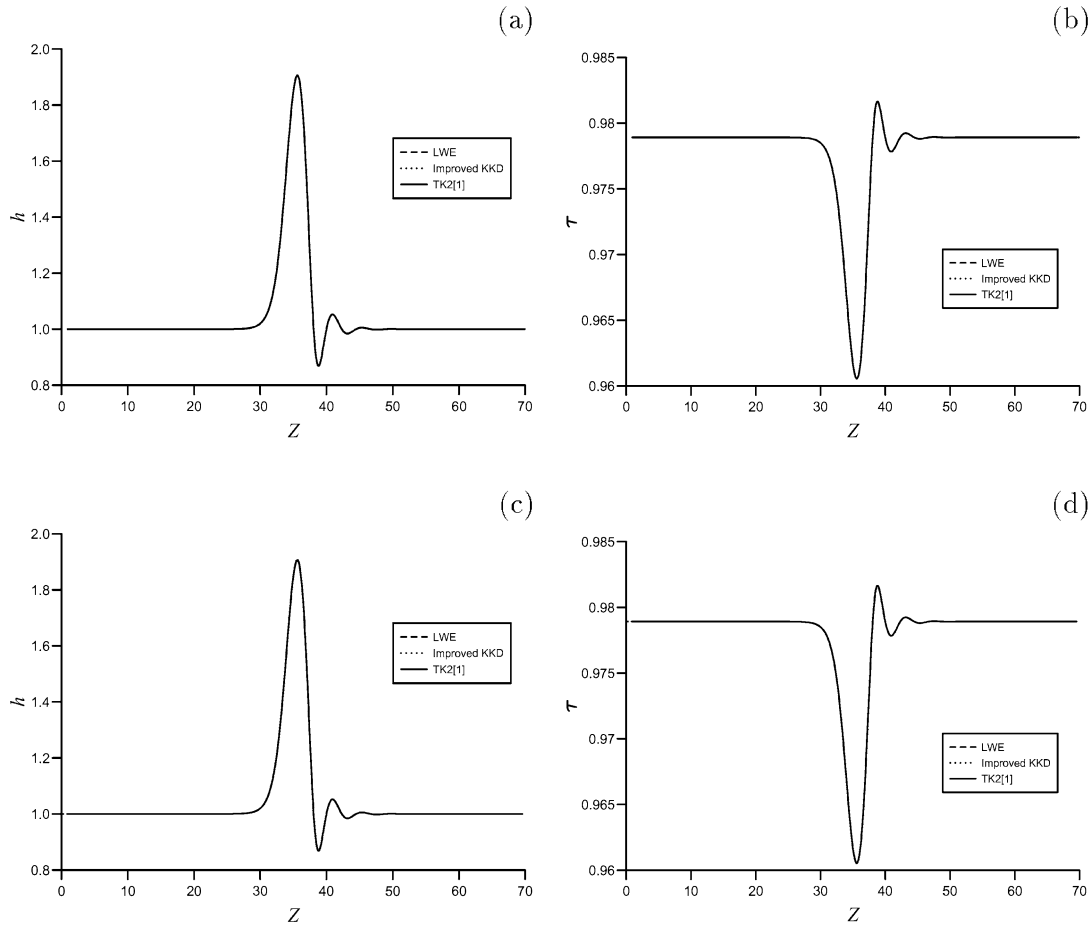 (a)
2.0
1.8
1.6
1.4
1.2
1.0
0.8
h
LWE
Improved KKD
TK2[1]
0 10 20 30 40 50 60 70
Z
(b)
0.985
0.98
0.975
0.97
0.965
0.96
τ
LWE
Improved KKD
TK2[1]
0 10 20 30 40 50 60 70
Z
(c)
2.0
1.8
1.6
1.4
1.2
1.0
0.8
h
LWE
Improved KKD
TK2[1]
0 10 20 30 40 50 60 70
Z
(d)
0.985
0.98
0.975
0.97
0.965
0.96
τ
LWE
Improved KKD
TK2[1]
0 10 20 30 40 50 60 70
Z